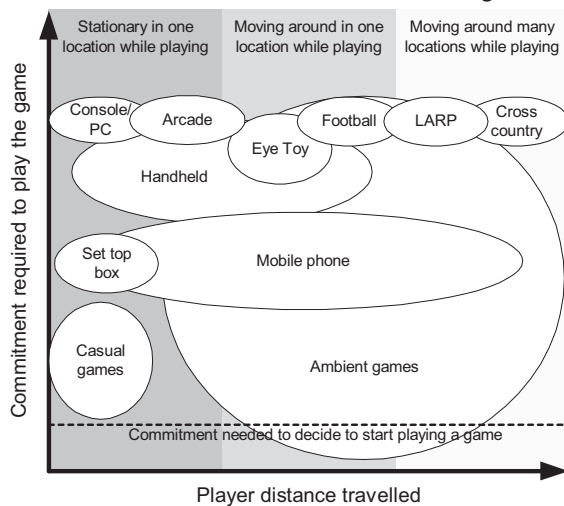 Stationary in one
location while playing
Moving around in one
location while playing
Moving around many
locations while playing
Console/
PC
Arcade
Eye Toy
Football
LARP
Cross
country
Handheld
Set top
box
Mobile phone
Casual
games
Ambient games
Commitment needed to decide to start playing a game
Commitment required to play the game
Player distance travelled